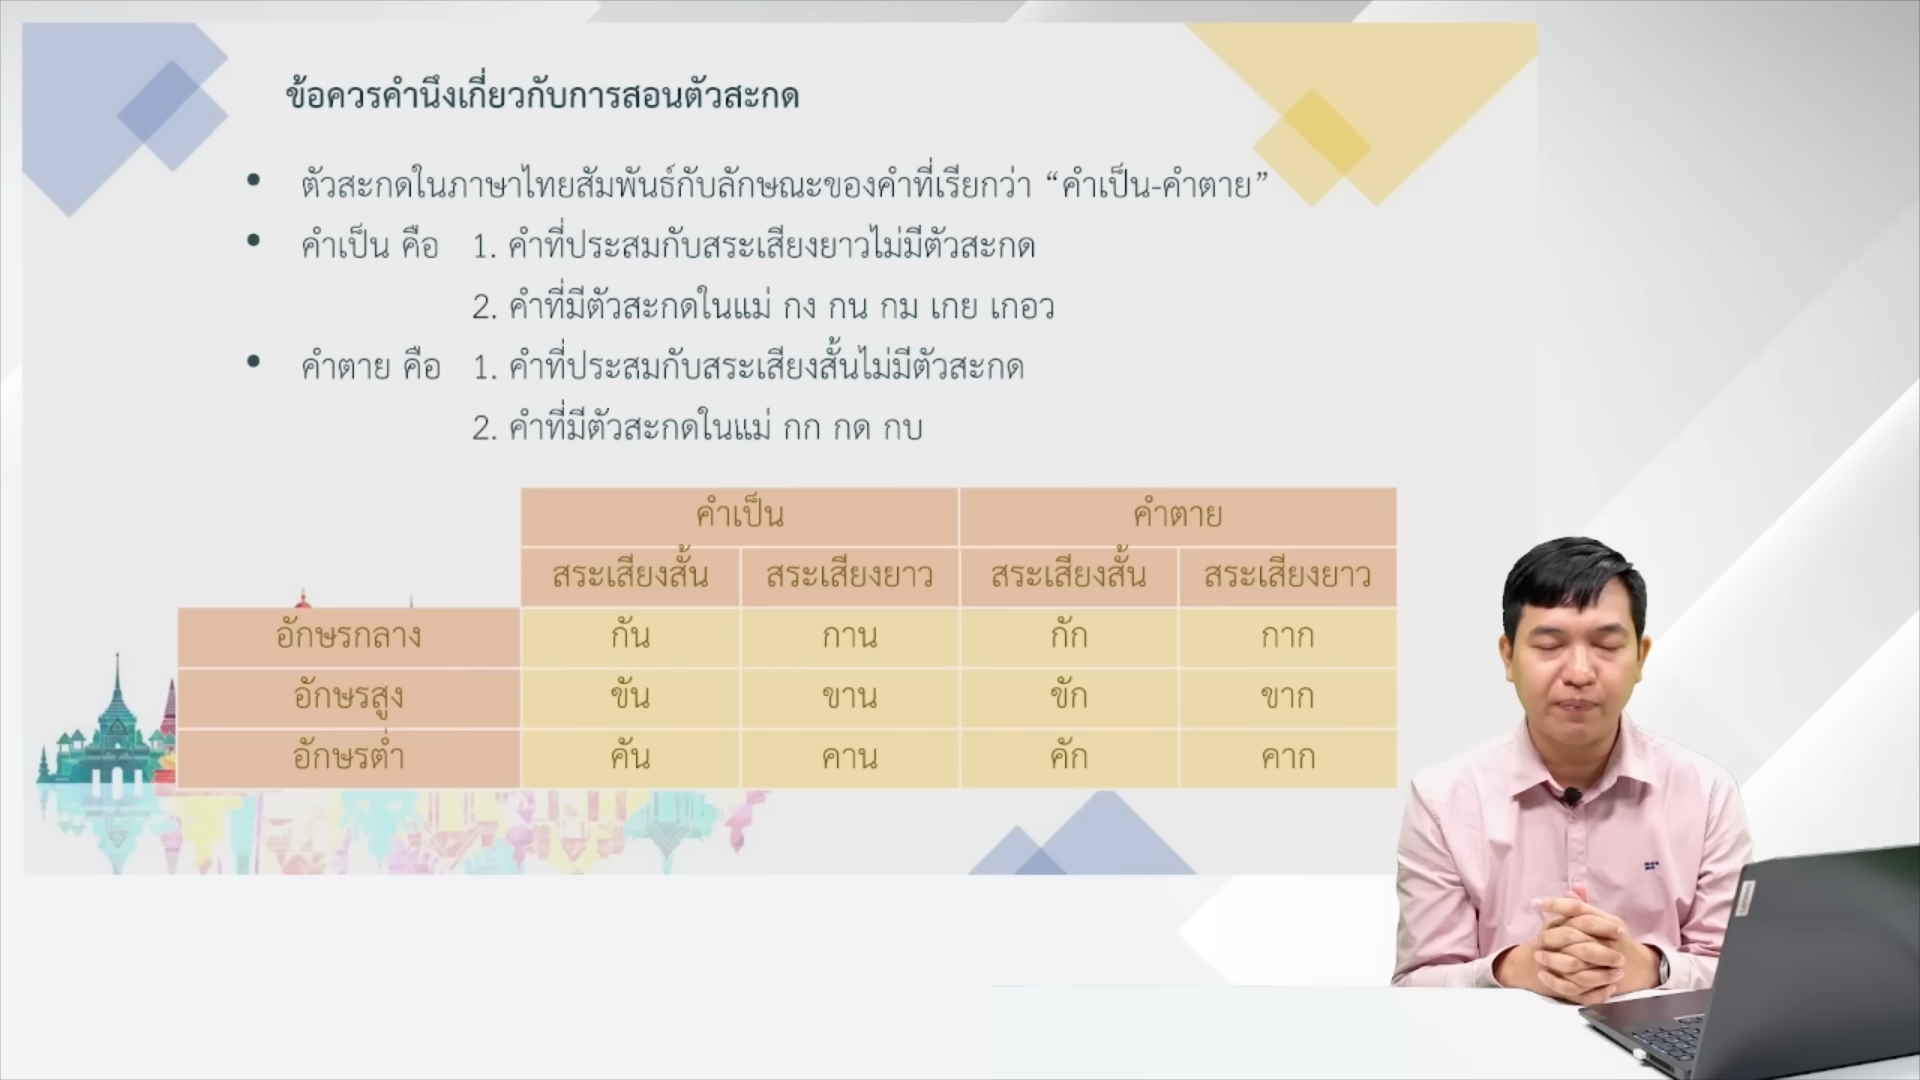 ข้อควรคำนึงเกี่ยวกับการสอนตัวสะกด
• ตัวสะกดในภาษาไทยสัมพันธ์กับลักษณะของคำที่เรียกว่า “คำเป็น-คำตาย”
• คำเป็น คือ 1. คำที่ประสมกับสระเสียงยาวไม่มีตัวสะกด
2. คำที่มีตัวสะกดในแม่ กง กน กม เกย เกอว
• คำตาย คือ 1. คำที่ประสมกับสระเสียงสั้นไม่มีตัวสะกด
2. คำที่มีตัวสะกดในแม่ กก กด กบ
คำเป็น คำตาย
สระเสียงสั้น สระเสียงยาว สระเสียงสั้น สระเสียงยาว
อักษรกลาง กัน กาน กัก กาก
อักษรสูง ขัน ขาน ขัก ขาก
อักษรต่ำ คัน คาน คัก คาก